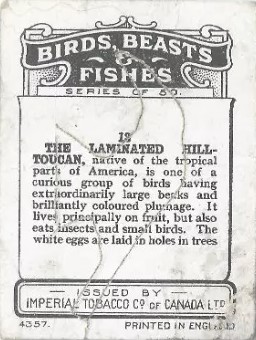 BIRDS, BEASTS
&
FISHES
SERIES OF 50.
12
THE LAMINATED HILL-
TOUCAN, native of the tropical
parts of America, is one of a
curious group of birds having
extraordinarily large beaks and
brilliantly coloured plumage. It
lives principally on fruit, but also
eats insects and small birds. The
white eggs are laid in holes in trees
ISSUED BY
IMPERIAL TOBACCO CO OF CANADA LTD
4357. PRINTED IN ENGLAND